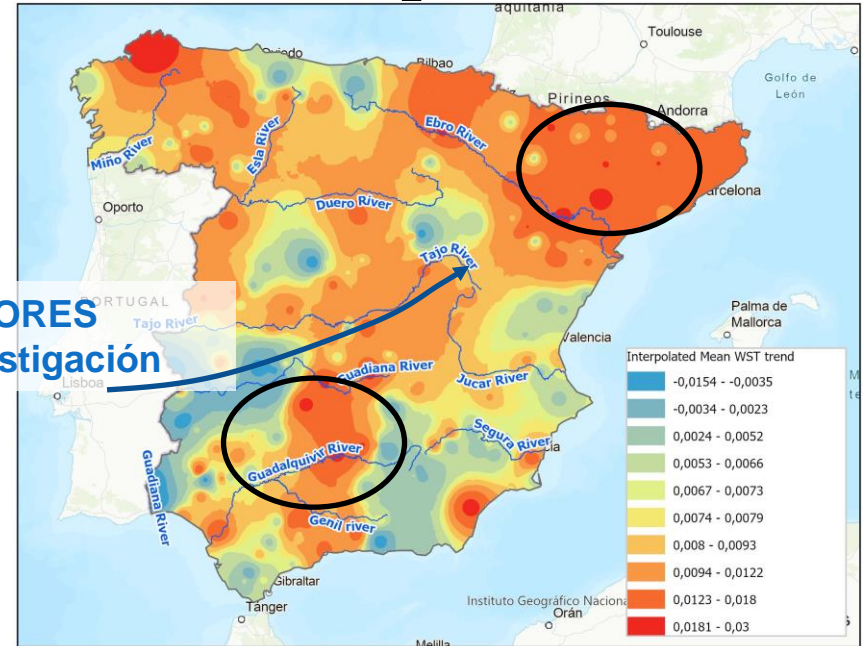 aquitania
Toulouse
Oviedo
Bilbao
Golfo de
León
Pirineos
Andorra
Ebro River
Esla River
Miño River
arcelona
Oporto
Duero River
Tajo River
PORTUGAL
ORES
Tajo River
stigación
Palma de
Mallorca
Valencia
Lisboa
Guadiana River
Jucar River
Segura River
cia
Guadalquivir River
Guadiana River
Genil river
Gibraltar
Tánger
Instituto Geográfico Naciona
Orán
Melilla
Interpolated Mean WST trend
-0,0154 - -0,0035
-0,0034 - 0,0023
0,0024 - 0,0052
0,0053 - 0,0066
0,0067 - 0,0073
0,0074 - 0,0079
0,008 - 0,0093
0,0094 - 0,0122
0,0123 - 0,018
0,0181 - 0,03